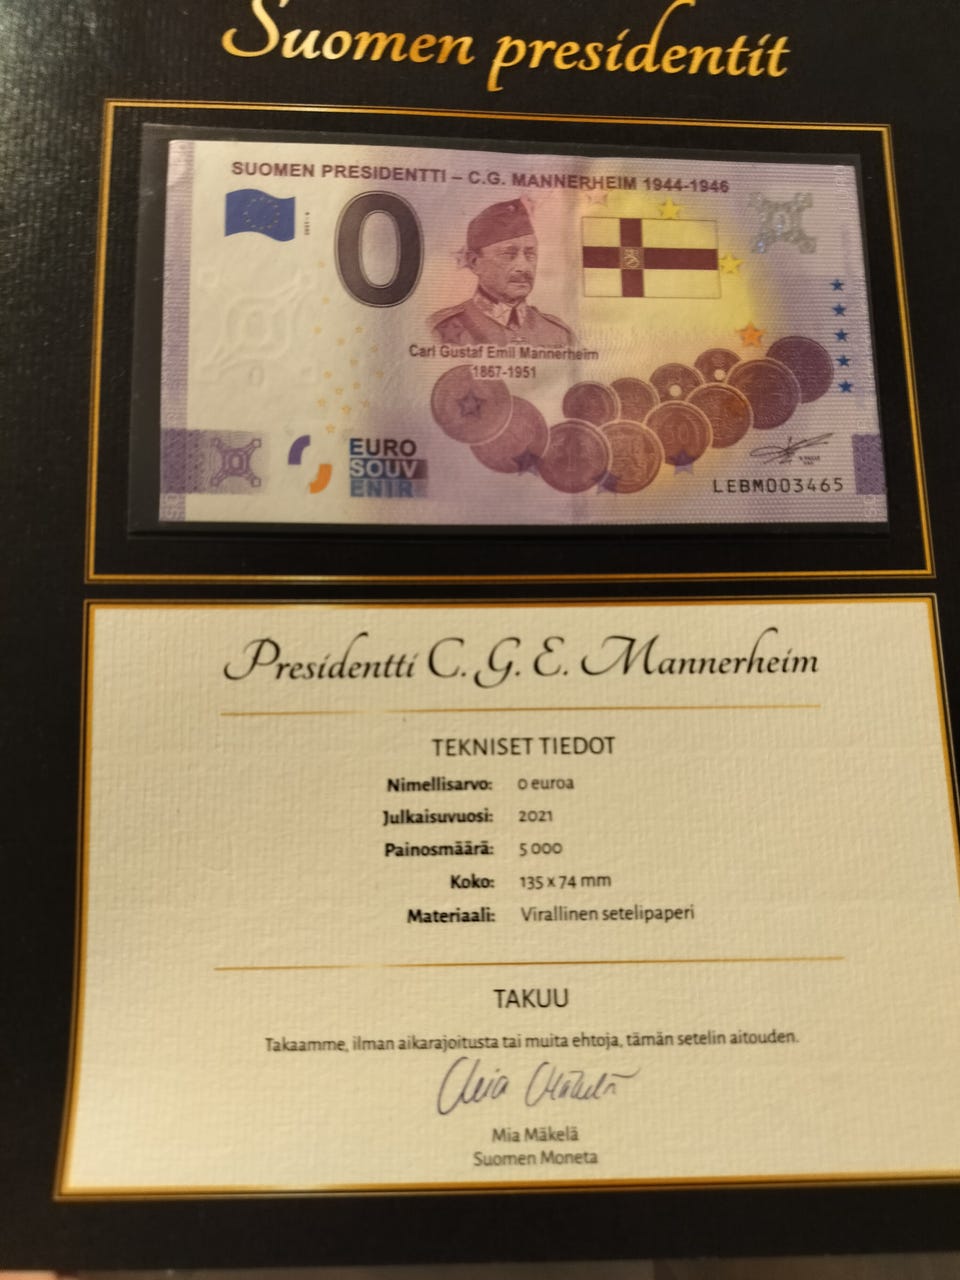 Suomen presidentit
SUOMEN PRESIDENTTI – C.G. MANNERHEIM 1944-1946
0
Carl Gustaf Emil Mannerheim
1867-1951
EURO
SOUV
ENIR
LEBM003465
Presidentti C. G. E. Mannerheim
TEKNISET TIEDOT
Nimellisarvo: 0 euroa
Julkaisuvuosi: 2021
Painosmäärä: 5 000
Koko: 135 x 74 mm
Materiaali: Virallinen setelipaperi
TAKUU
Takaamme, ilman aikarajoitusta tai muita ehtoja, tämän setelin aitouden.
Mia Mäkelä
Mia Mäkelä
Suomen Moneta